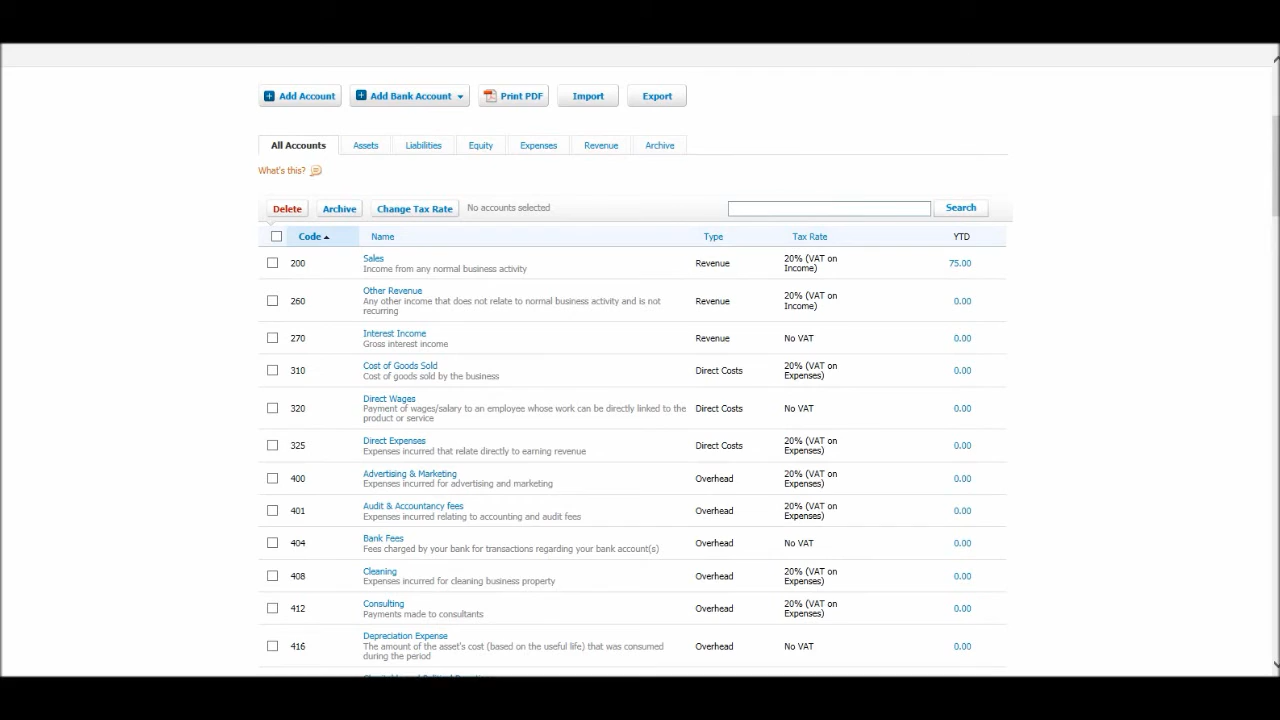 Add Account Add Bank Account Print PDF Import Export
All Accounts Assets Liabilities Equity Expenses Revenue Archive
What's this?
Delete Archive Change Tax Rate No accounts selected Search
Code Name Type Tax Rate YTD
200 Sales Revenue 20% (VAT on 75.00
Income from any normal business activity Income)
260 Other Revenue Revenue 20% (VAT on 0.00
Any other income that does not relate to normal business activity and is not Income)
recurring
270 Interest Income Revenue No VAT 0.00
Gross interest income
310 Cost of Goods Sold Direct Costs 20% (VAT on 0.00
Cost of goods sold by the business Expenses)
320 Direct Wages Direct Costs No VAT 0.00
Payment of wages/salary to an employee whose work can be directly linked to the
product or service
325 Direct Expenses Direct Costs 20% (VAT on 0.00
Expenses incurred that relate directly to earning revenue Expenses)
400 Advertising & Marketing Overhead 20% (VAT on 0.00
Expenses incurred for advertising and marketing Expenses)
401 Audit & Accountancy fees Overhead 20% (VAT on 0.00
Expenses incurred relating to accounting and audit fees Expenses)
404 Bank Fees Overhead No VAT 0.00
Fees charged by your bank for transactions regarding your bank account(s)
408 Cleaning Overhead 20% (VAT on 0.00
Expenses incurred for cleaning business property Expenses)
412 Consulting Overhead 20% (VAT on 0.00
Payments made to consultants Expenses)
416 Depreciation Expense Overhead No VAT 0.00
The amount of the asset's cost (based on the useful life) that was consumed
during the period